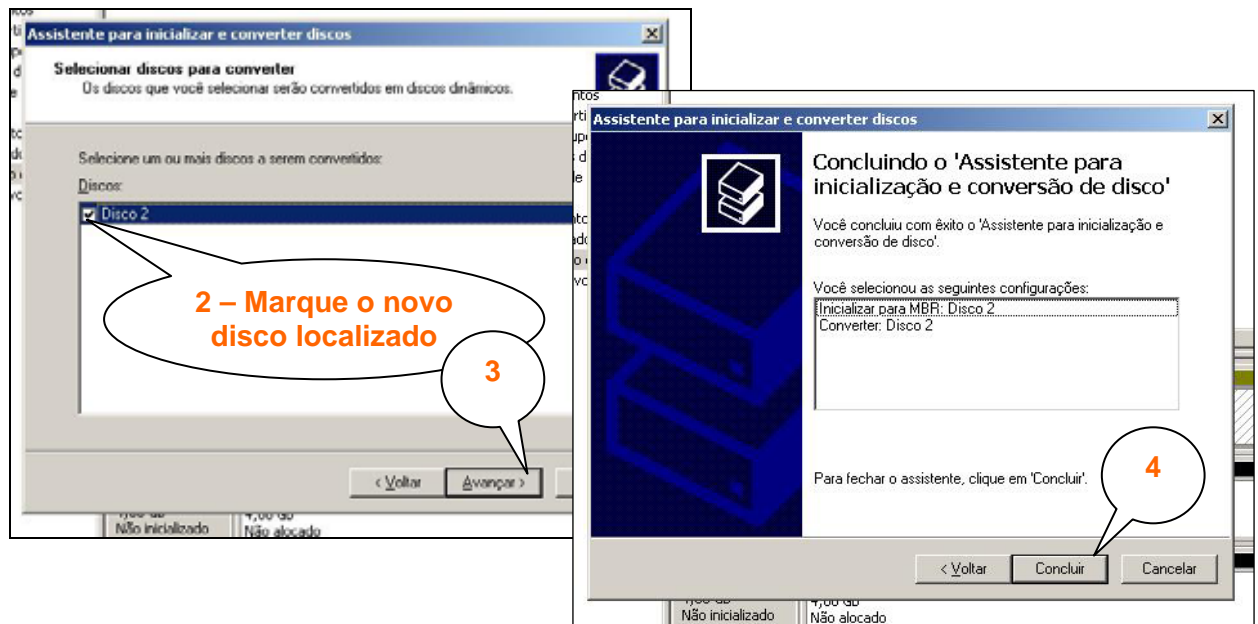 Assistente para inicializar e converter discos
Selecionar discos para converter
Os discos que você selecionar serão convertidos em discos dinâmicos.
Selecione um ou mais discos a serem convertidos:
Discos:
Disco 2
2 – Marque o novo
disco localizado
3
< Voltar
Avançar >
Não inicializado
Não alocado
Assistente para inicializar e converter discos
Concluindo o 'Assistente para
inicialização e conversão de disco'
Você concluiu com êxito o 'Assistente para inicialização e
conversão de disco'.
Você selecionou as seguintes configurações:
Inicializar para MBR: Disco 2
Converter: Disco 2
Para fechar o assistente, clique em 'Concluir'.
4
< Voltar
Concluir
Cancelar
Não inicializado
Não alocado